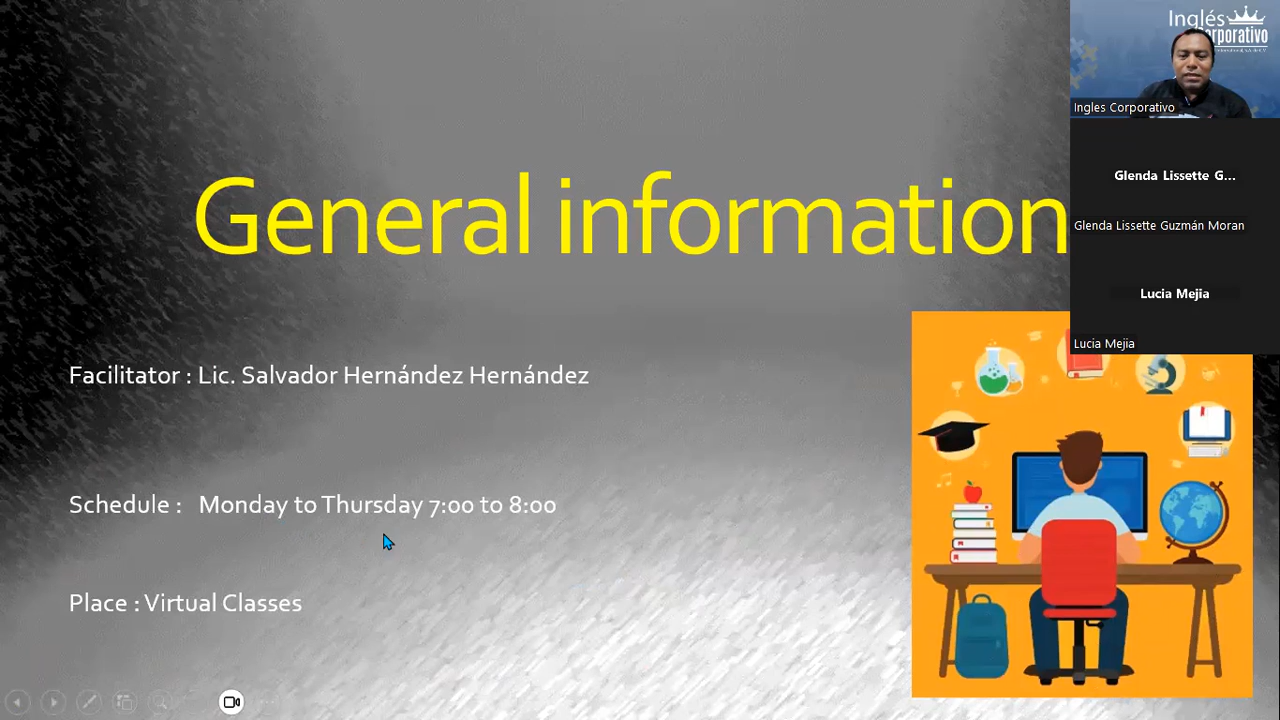 General information
Facilitator : Lic. Salvador Hernández Hernández
Schedule : Monday to Thursday 7:00 to 8:00
Place : Virtual Classes
Inglés
Corporativo
Ingles Corporativo
Glenda Lissette G...
Glenda Lissette Guzmán Moran
Lucia Mejia
Lucia Mejia